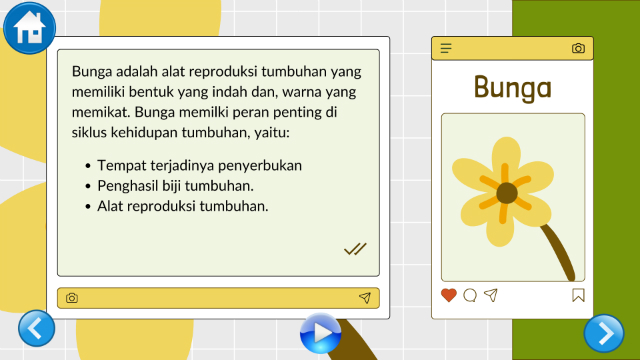 Bunga adalah alat reproduksi tumbuhan yang
memiliki bentuk yang indah dan, warna yang
memikat. Bunga memilki peran penting di
siklus kehidupan tumbuhan, yaitu:
• Tempat terjadinya penyerbukan
• Penghasil biji tumbuhan.
• Alat reproduksi tumbuhan.
Bunga